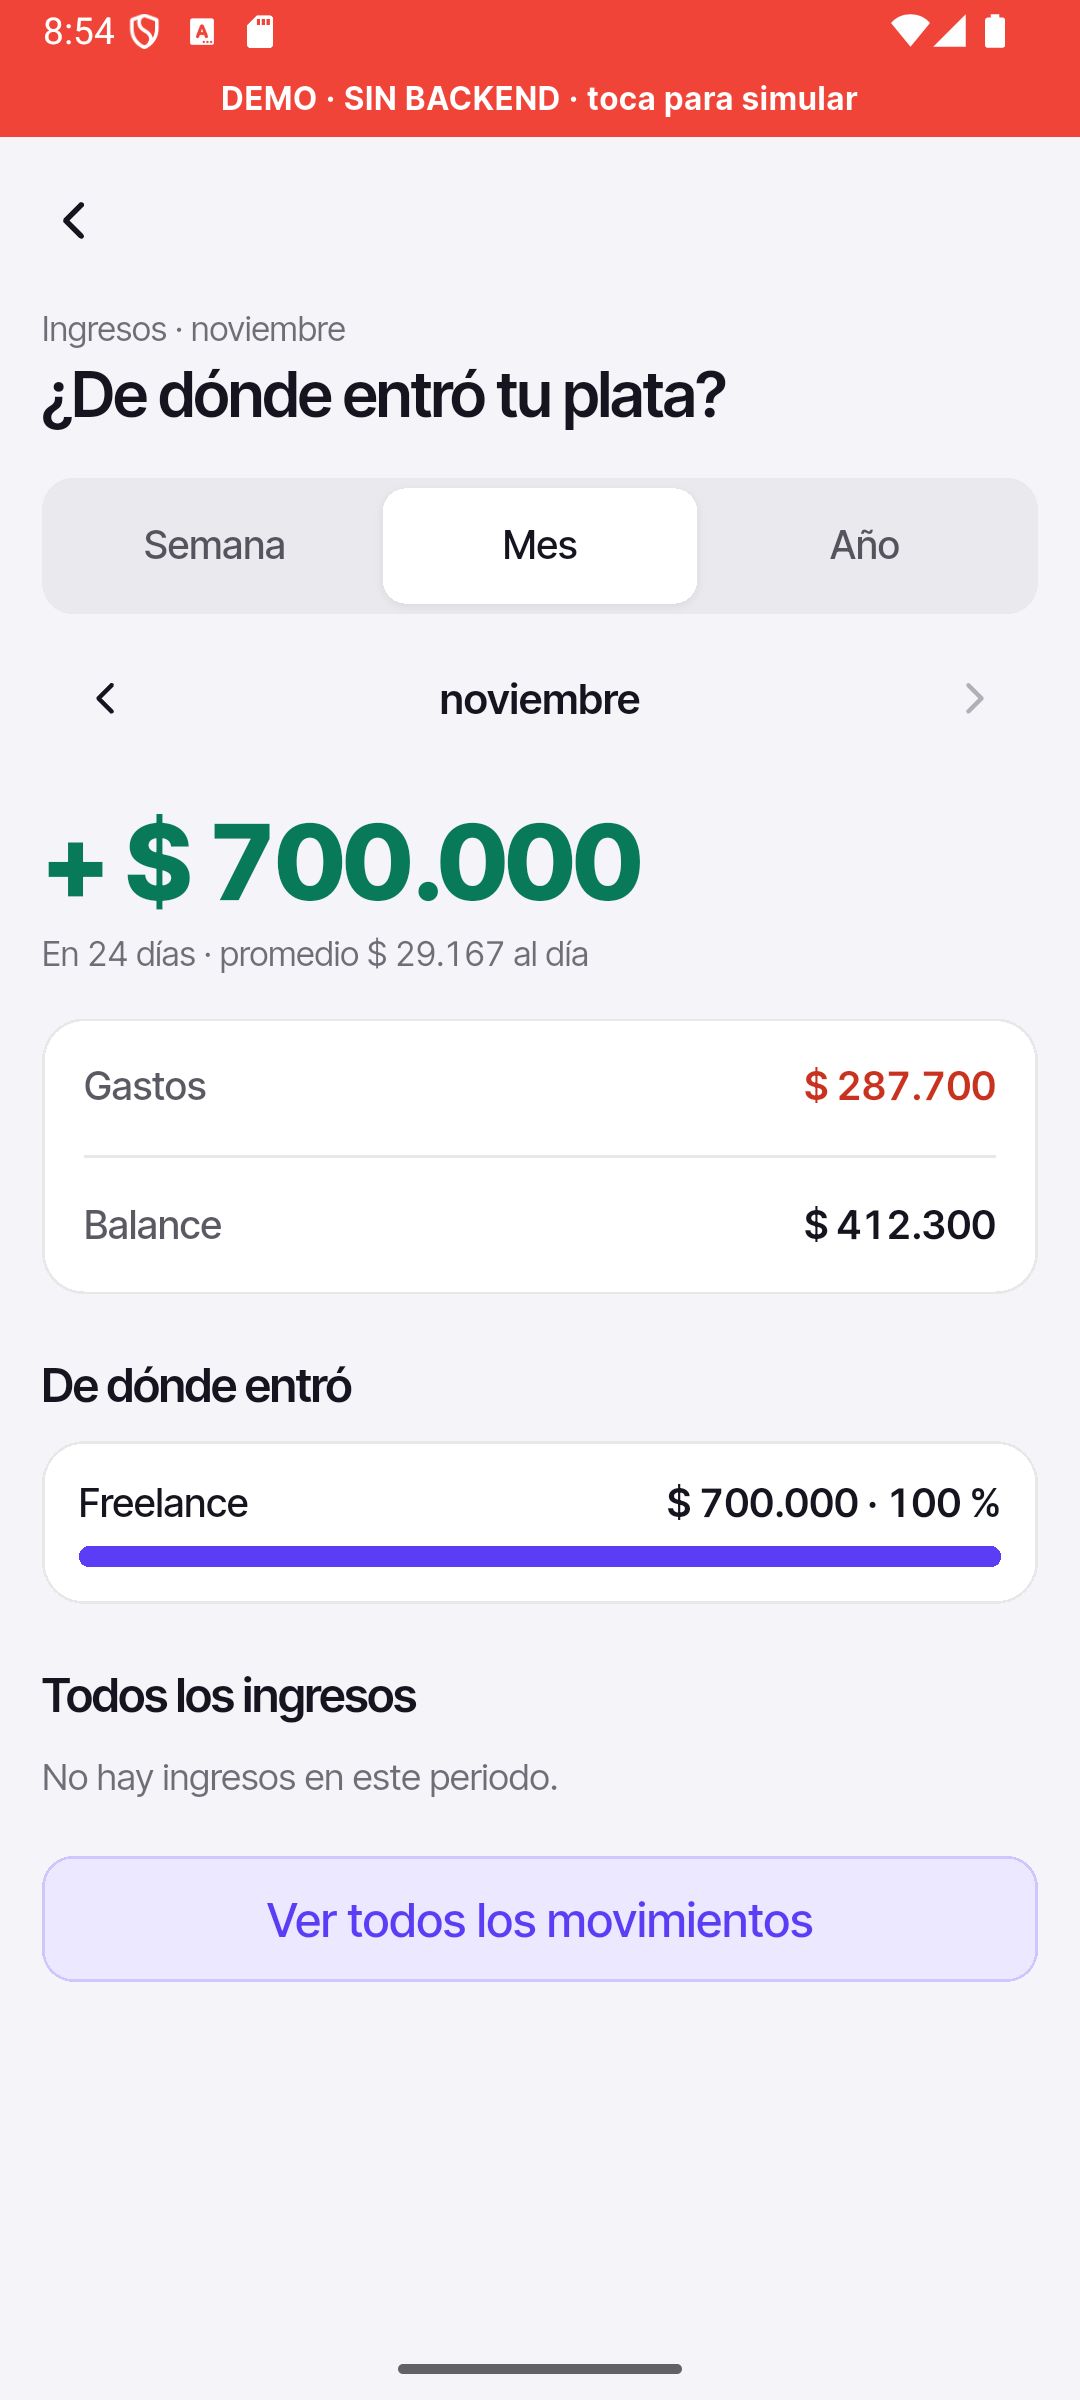 8:54
DEMO · SIN BACKEND · toca para simular
Ingresos · noviembre
¿De dónde entró tu plata?
Semana Mes Año
noviembre
+ $ 700.000
En 24 días · promedio $ 29.167 al día
Gastos $ 287.700
Balance $ 412.300
De dónde entró
Freelance $ 700.000 · 100 %
Todos los ingresos
No hay ingresos en este periodo.
Ver todos los movimientos